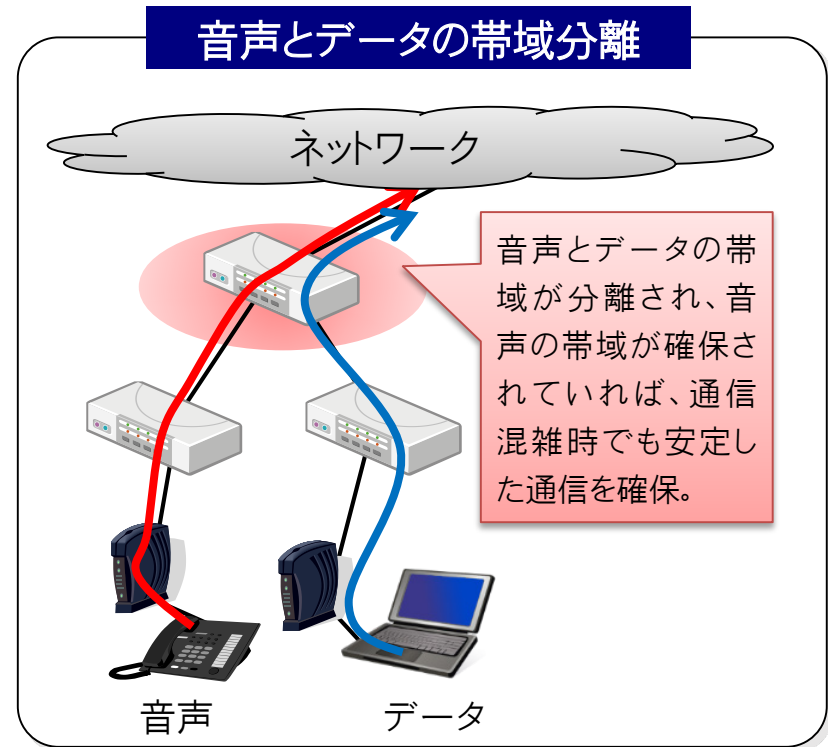 音声とデータの帯域分離
ネットワーク
音声とデータの帯
域が分離され、音
声の帯域が確保さ
れていれば、通信
混雑時でも安定し
た通信を確保。
音声
データ